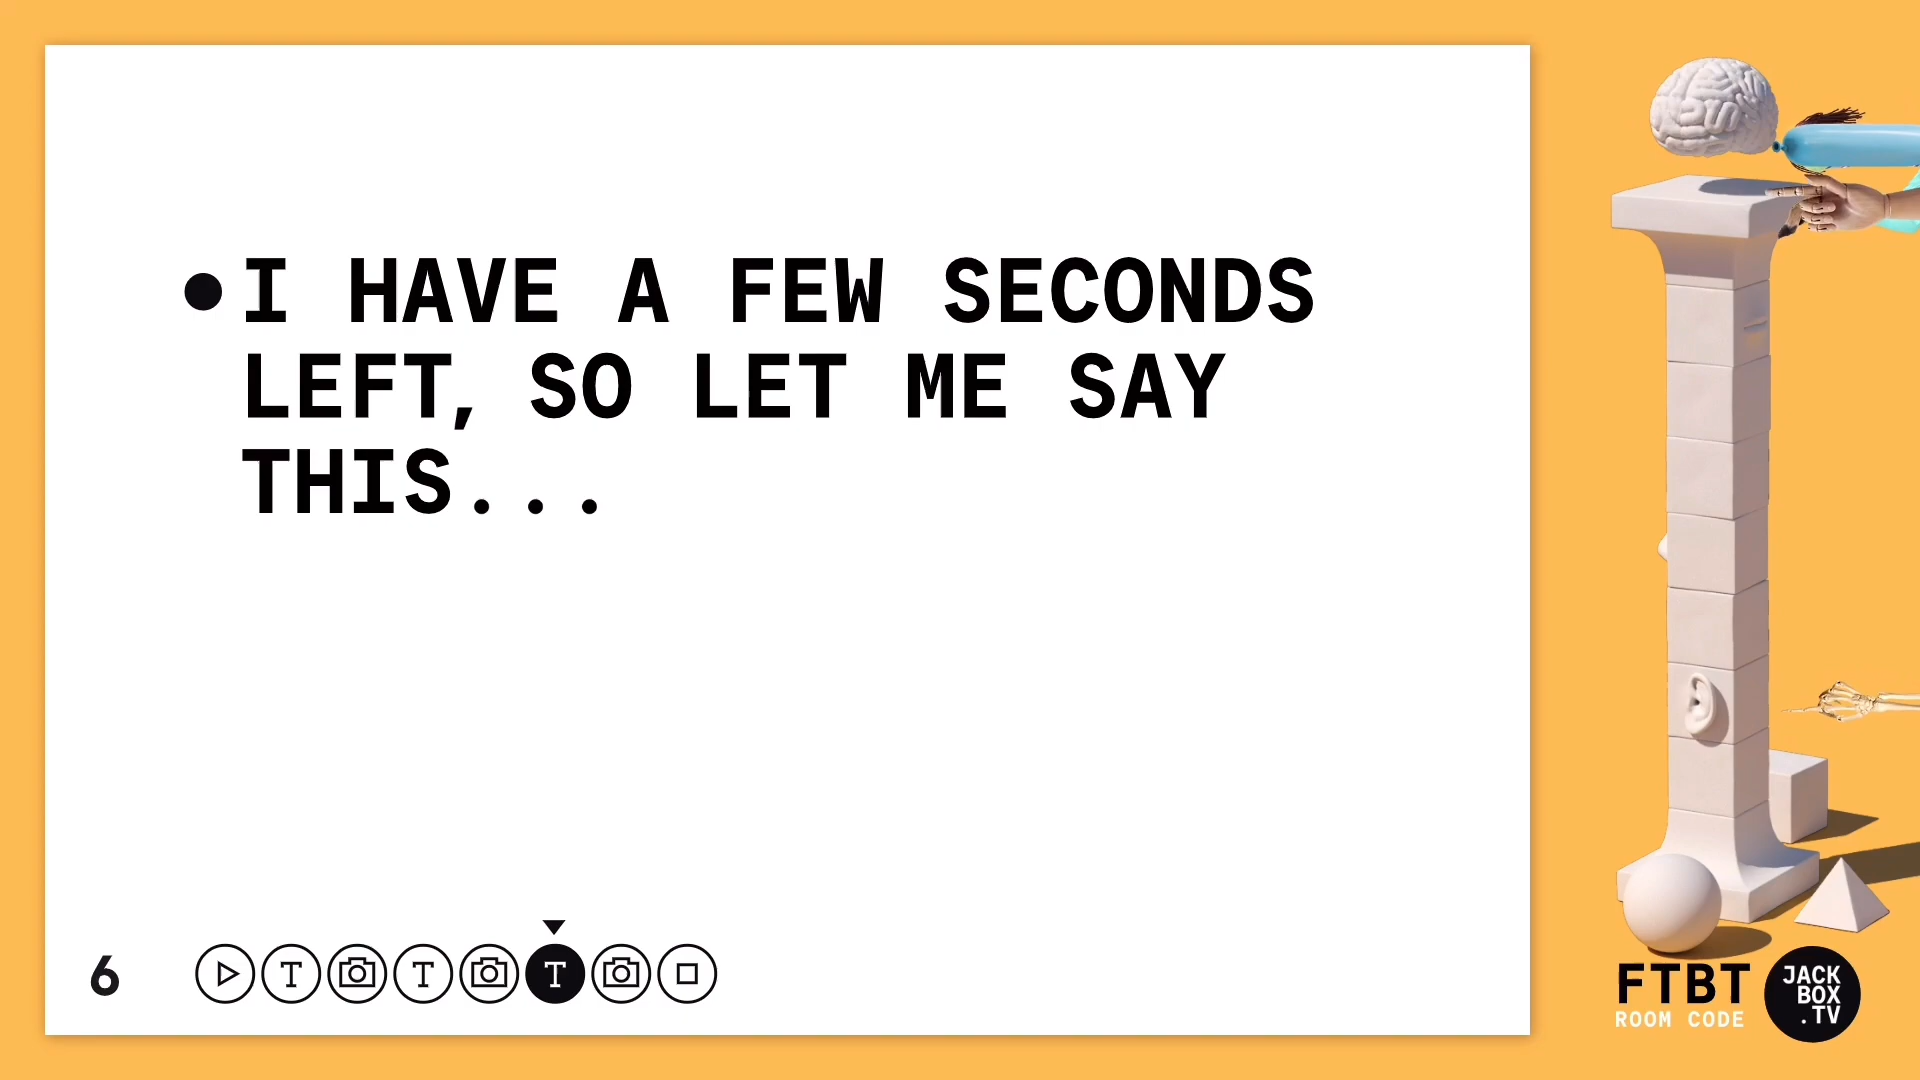 ● I HAVE A FEW SECONDS
LEFT, SO LET ME SAY
THIS...
6
T
T
T
FTBT
ROOM CODE
JACK
BOX
.TV